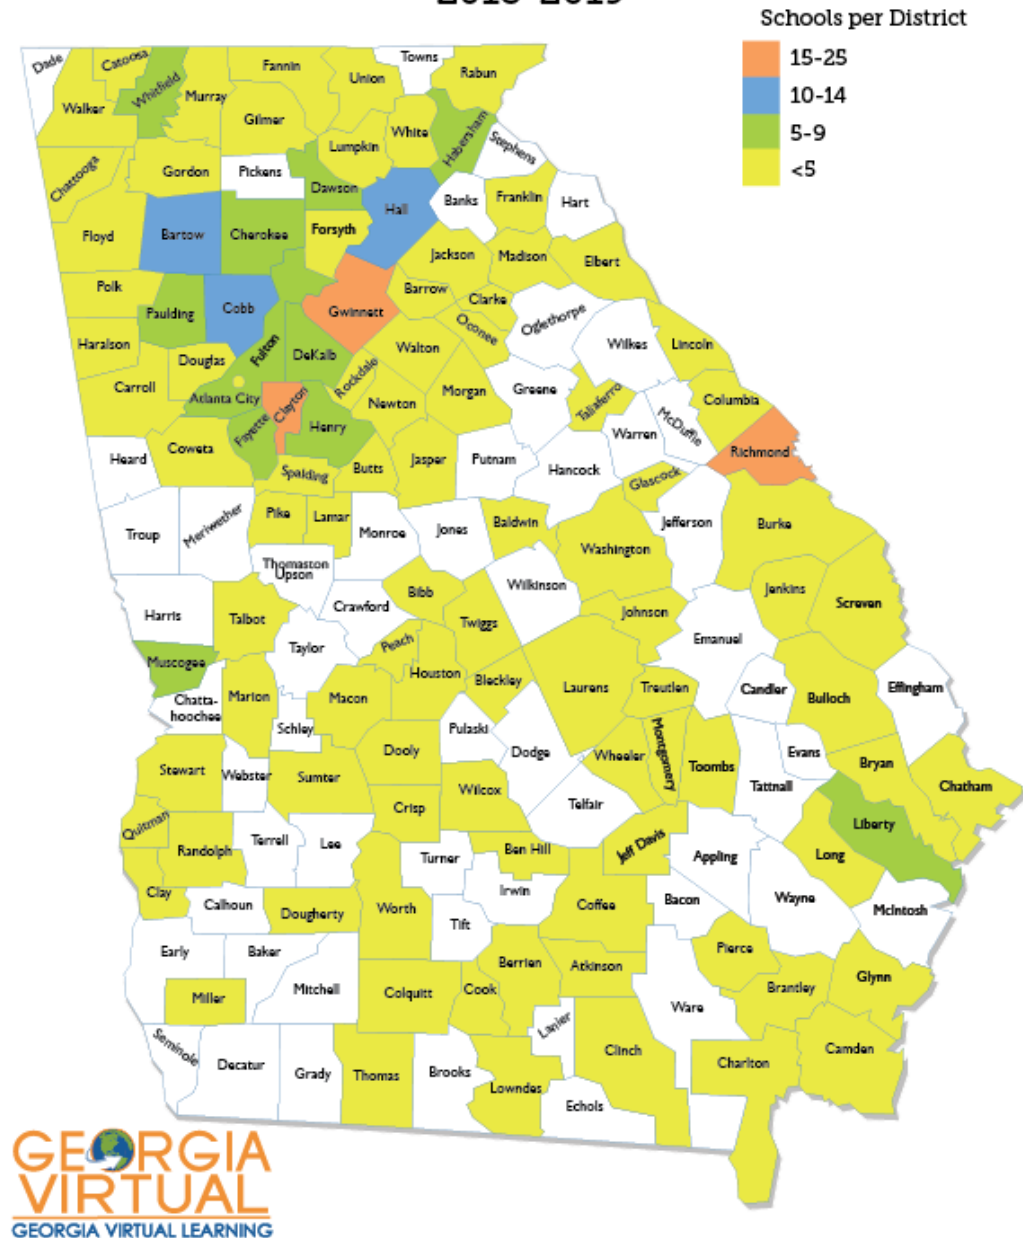 2018-2019
Schools per District
15-25
10-14
5-9
<5
Dade
Catoosa
Whitfield
Walker
Murray
Fannin
Gilmer
Union
Towns
Rabun
White
Lumpkin
Habersham
Stephens
Chattooga
Gordon
Pickens
Dawson
Hall
Banks
Franklin
Hart
Floyd
Bartow
Cherokee
Forsyth
Jackson
Madison
Elbert
Polk
Paulding
Cobb
Gwinnett
Barrow
Clarke
Oconee
Oglethorpe
Wilkes
Lincoln
Haralson
Douglas
Fulton
DeKalb
Rockdale
Walton
Morgan
Greene
Taliaferro
Columbia
McDuffie
Carroll
Atlanta City
Clayton
Newton
Fayette
Henry
Warren
Richmond
Heard
Coweta
Spalding
Butts
Jasper
Putnam
Hancock
Glascock
Troup
Meriwether
Pike
Lamar
Monroe
Jones
Baldwin
Washington
Jefferson
Burke
Thomaston
Upson
Wilkinson
Jenkins
Screven
Harris
Talbot
Crawford
Bibb
Twiggs
Johnson
Emanuel
Taylor
Peach
Houston
Bleckley
Laurens
Treutlen
Candler
Bulloch
Effingham
Muscogee
Chatta-
hoochee
Marion
Macon
Schley
Pulaski
Dodge
Wheeler
Montgomery
Toombs
Evans
Tattnall
Bryan
Chatham
Stewart
Webster
Sumter
Dooly
Crisp
Wilcox
Telfair
Liberty
Quitman
Randolph
Terrell
Lee
Turner
Ben Hill
Jeff Davis
Appling
Long
Clay
Calhoun
Dougherty
Worth
Irwin
Tift
Coffee
Bacon
Wayne
McIntosh
Early
Baker
Mitchell
Miller
Colquitt
Cook
Berrien
Atkinson
Pierce
Ware
Brantley
Glynn
Seminole
Decatur
Grady
Thomas
Brooks
Lowndes
Lanier
Clinch
Echols
Charlton
Camden
GEORGIA
VIRTUAL
GEORGIA VIRTUAL LEARNING